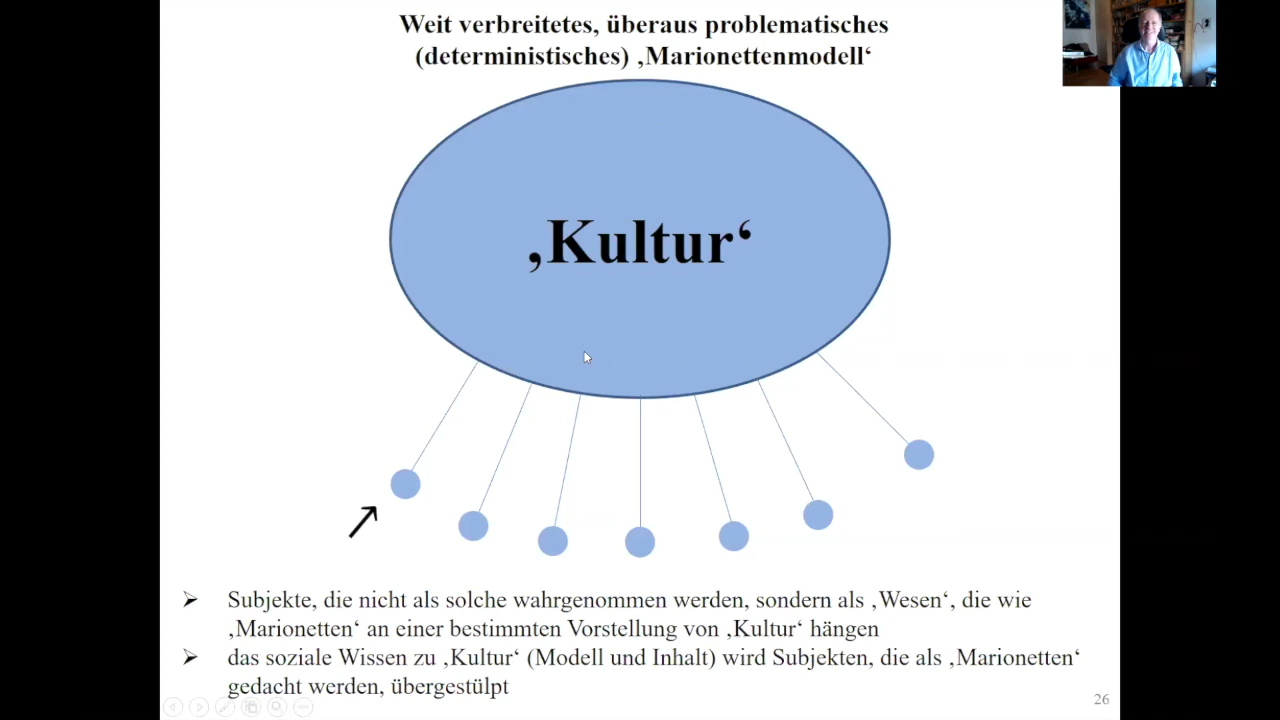 Weit verbreitetes, überaus problematisches
(deterministisches) ‚Marionettenmodell‘
‚Kultur‘
Subjekte, die nicht als solche wahrgenommen werden, sondern als ‚Wesen‘, die wie
‚Marionetten‘ an einer bestimmten Vorstellung von ‚Kultur‘ hängen
das soziale Wissen zu ‚Kultur‘ (Modell und Inhalt) wird Subjekten, die als ‚Marionetten‘
gedacht werden, übergestülpt
26